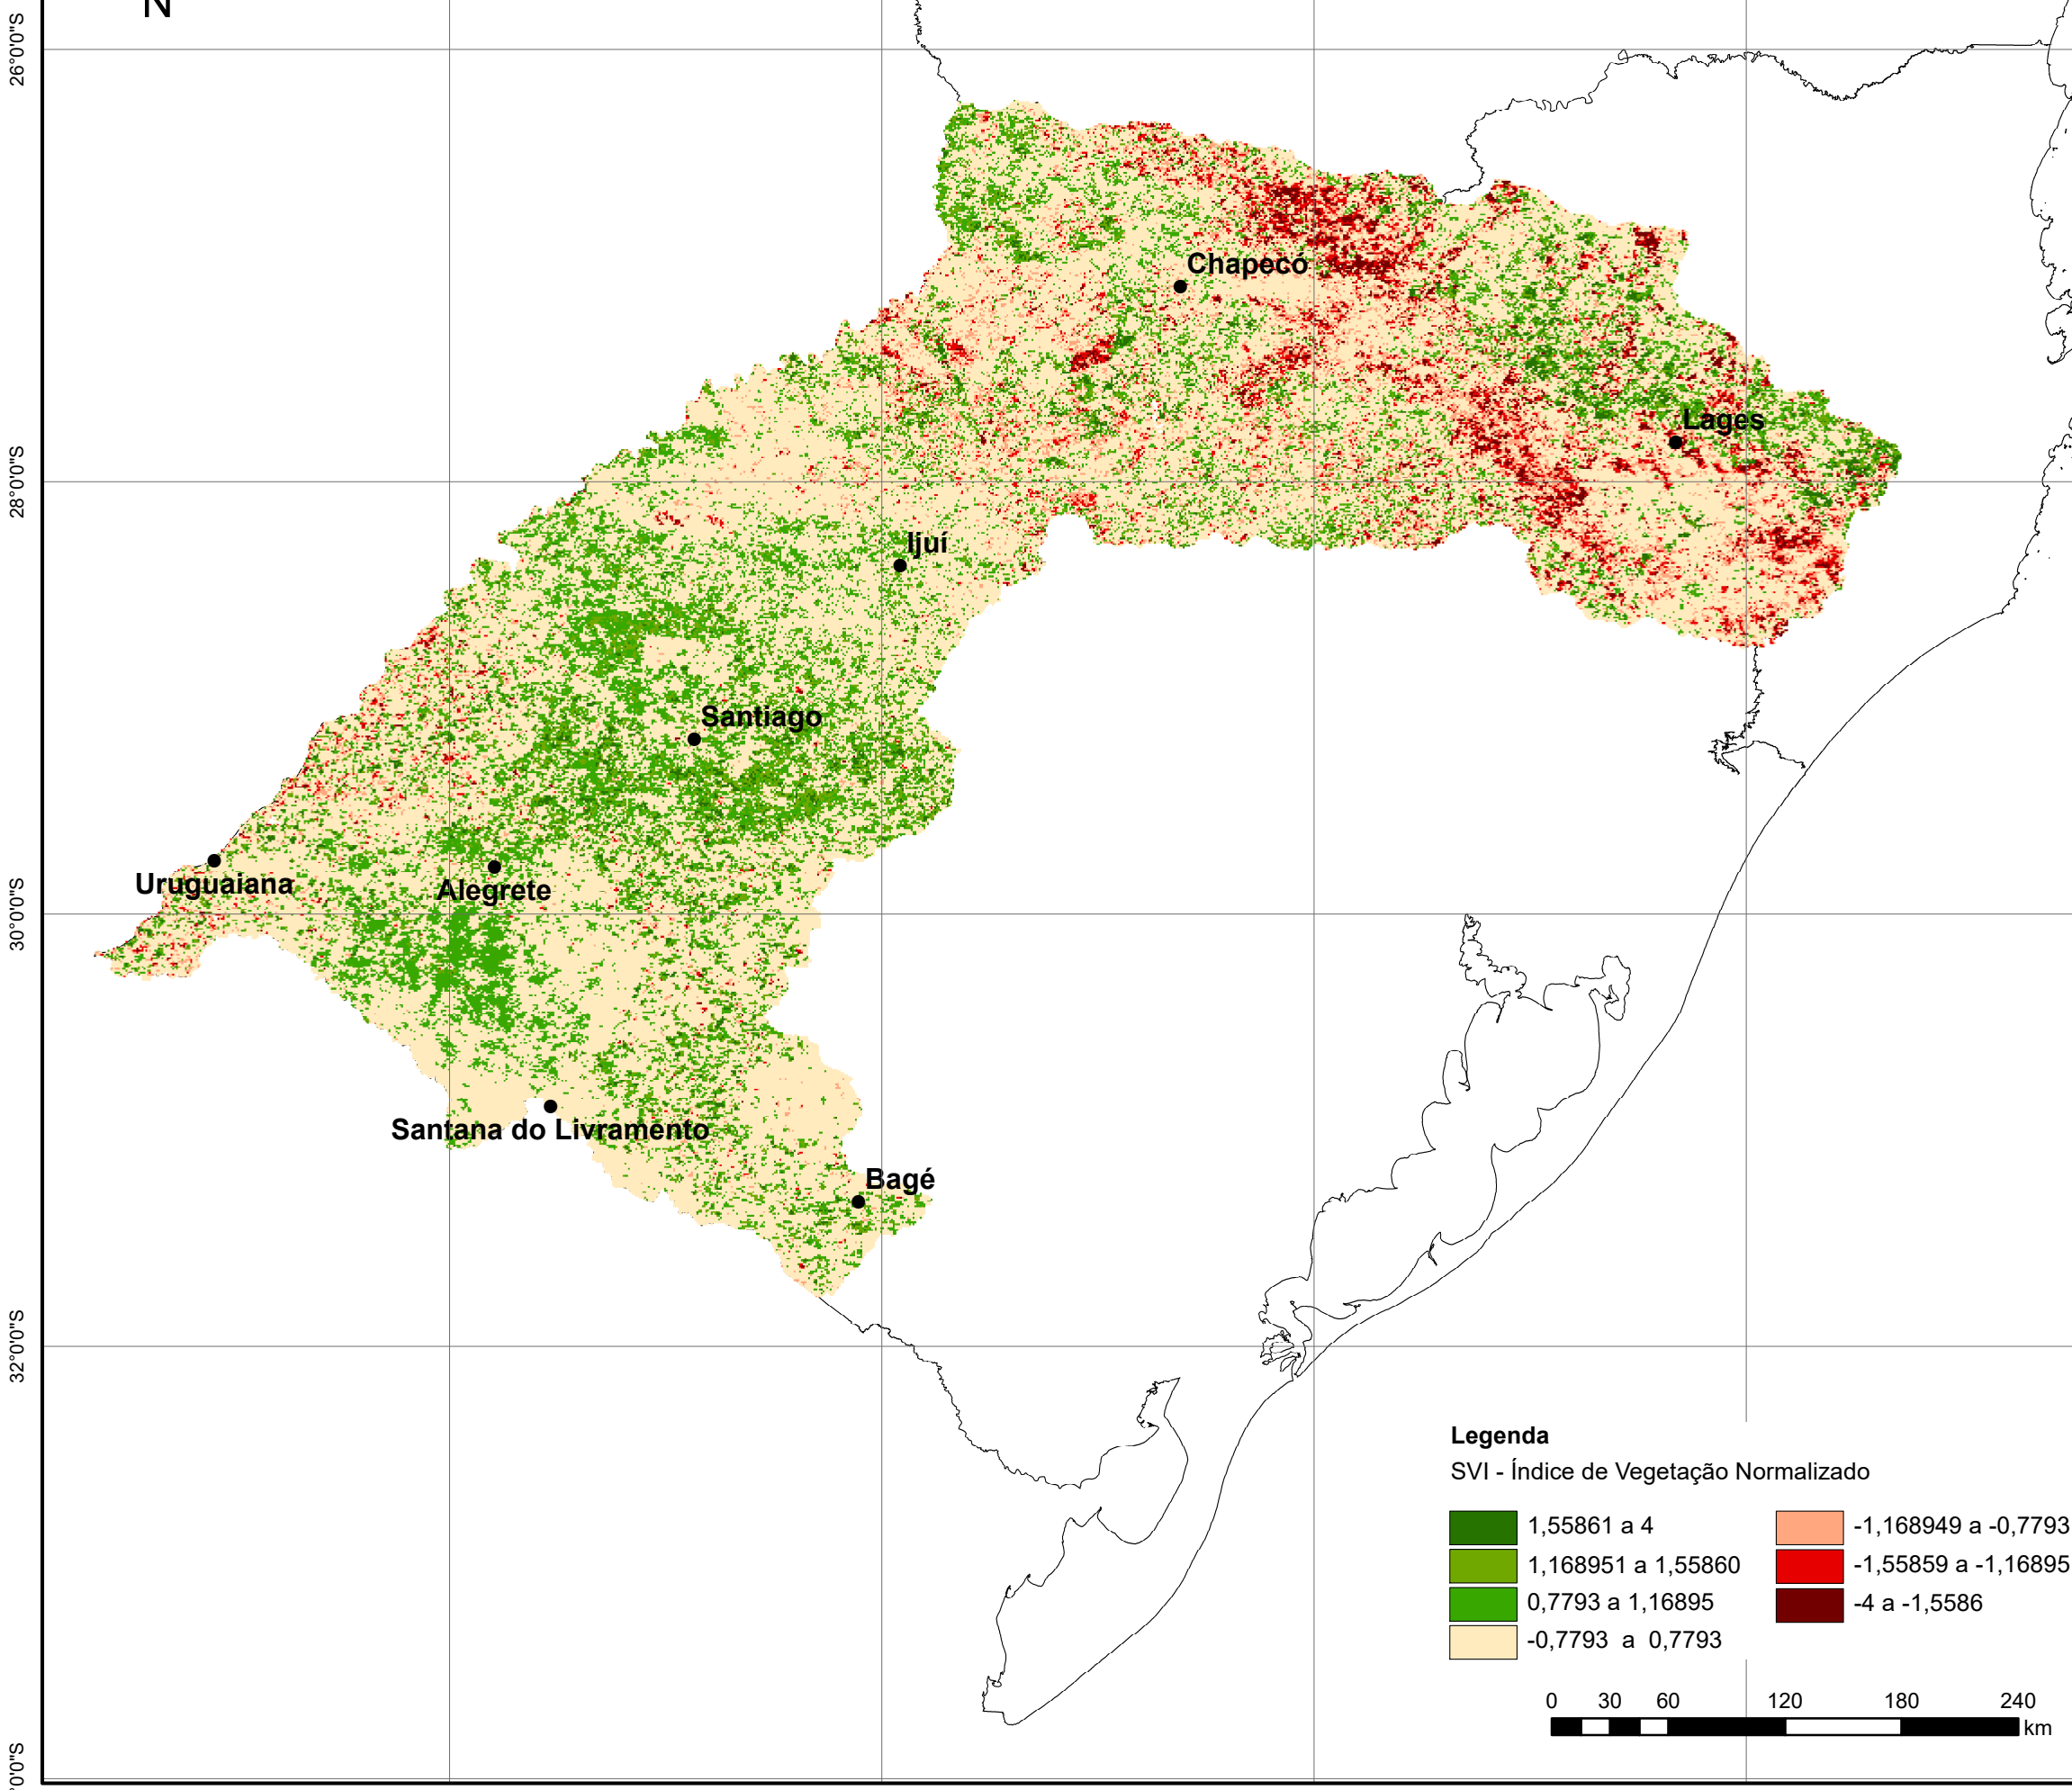 N
26°0'0"S
Chapecó
Lages
28°0'0"S
Ijuí
Santiago
Uruguaiana
Alegrete
30°0'0"S
Santana do Livramento
Bagé
32°0'0"S
Legenda
SVI - Índice de Vegetação Normalizado
1,55861 a 4
1,168951 a 1,55860
0,7793 a 1,16895
-0,7793 a 0,7793
-1,168949 a -0,7793
-1,55859 a -1,16895
-4 a -1,5586
0 30 60 120 180 240
km
°0'0"S